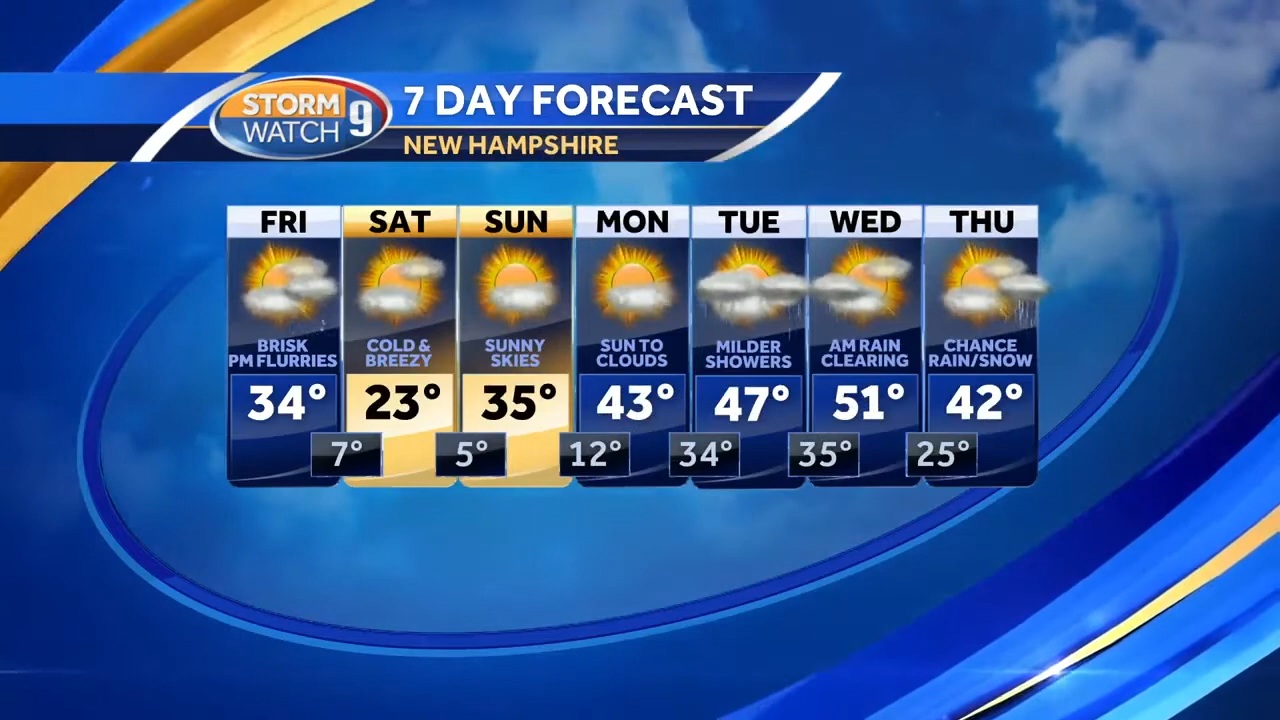 STORM
WATCH 9
7 DAY FORECAST
NEW HAMPSHIRE
FRI SAT SUN MON TUE WED THU
BRISK COLD & SUNNY SUN TO MILDER AM RAIN CHANCE
PM FLURRIES BREEZY SKIES CLOUDS SHOWERS CLEARING RAIN/SNOW
34° 23° 35° 43° 47° 51° 42°
7° 5° 12° 34° 35° 25°